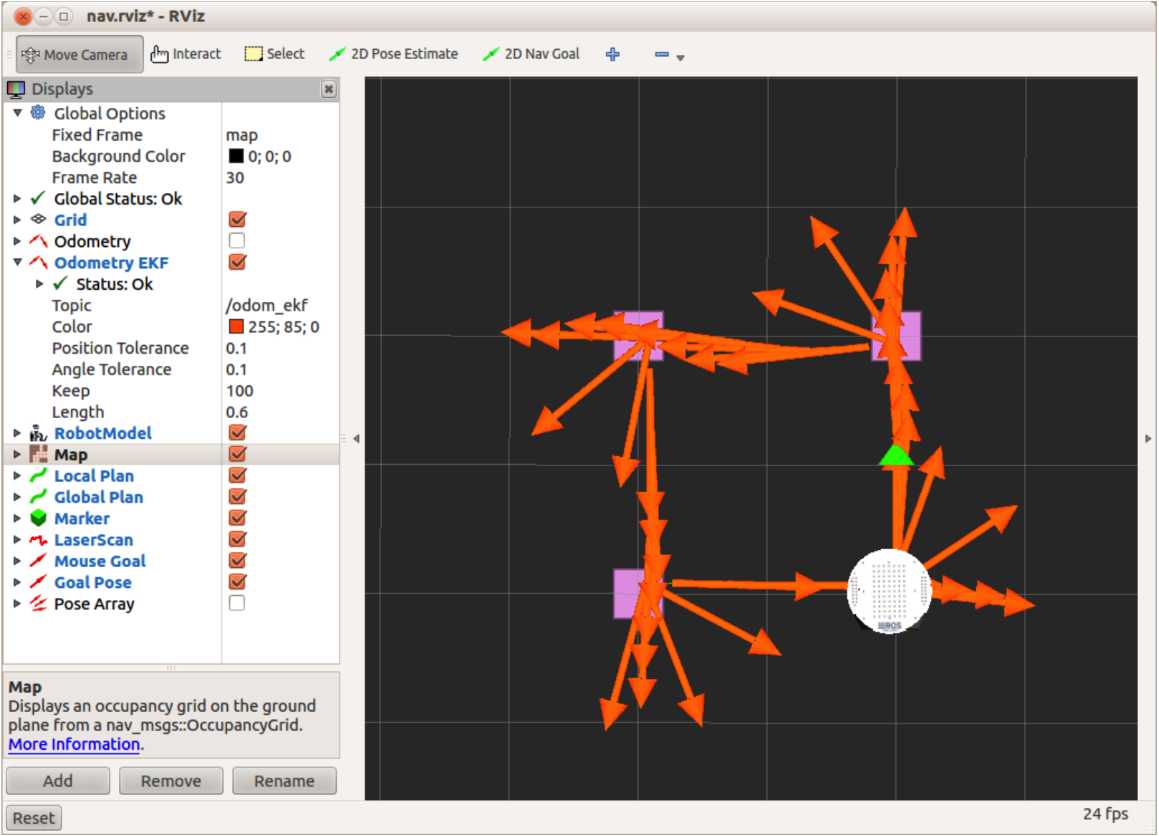 nav.rviz* - RViz
Move Camera Interact Select 2D Pose Estimate 2D Nav Goal
Displays
Global Options
Fixed Frame map
Background Color 0; 0; 0
Frame Rate 30
Global Status: Ok
Grid
Odometry
Odometry EKF
Status: Ok
Topic /odom_ekf
Color 255; 85; 0
Position Tolerance 0.1
Angle Tolerance 0.1
Keep 100
Length 0.6
RobotModel
Map
Local Plan
Global Plan
Marker
LaserScan
Mouse Goal
Goal Pose
Pose Array
Map
Displays an occupancy grid on the ground
plane from a nav_msgs::OccupancyGrid.
More Information.
Add Remove Rename
Reset 24 fps